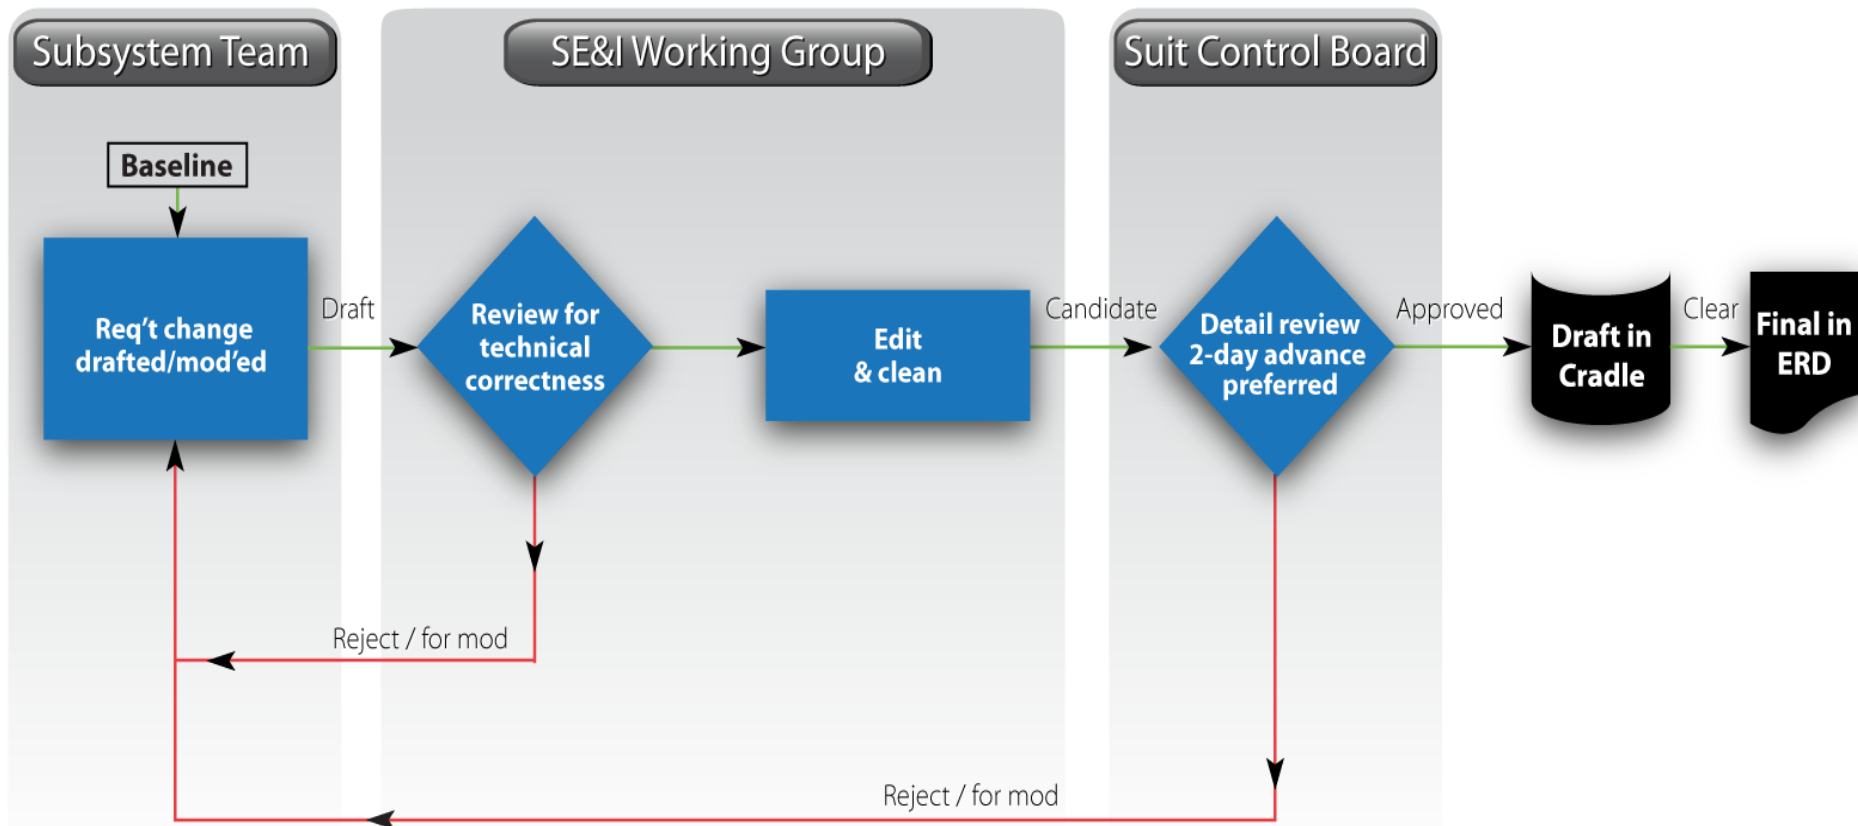 Subsystem Team
SE&I Working Group
Suit Control Board
Baseline
Req't change
drafted/mod'ed
Draft
Review for
technical
correctness
Edit
& clean
Candidate
Detail review
2-day advance
preferred
Approved
Draft in
Cradle
Clear
Final in
ERD
Reject / for mod
Reject / for mod